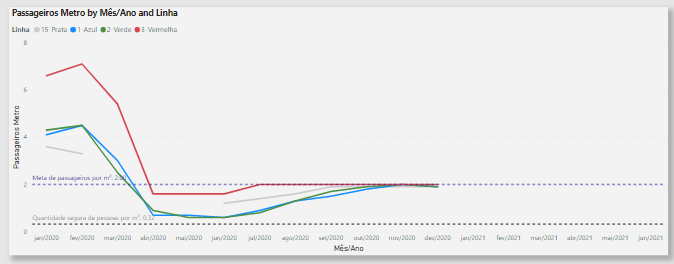 Passageiros Metro by Mês/Ano and Linha
Linha 15 Prata 1 Azul 2 Verde 3 Vermelha
8
6
Passageiros Metro
4
Meta de passageiros por m²: 2,00
2
Quantidade segura de pessoas por m²: 0,32
0
jan/2020 fev/2020 mar/2020 abr/2020 mai/2020 jun/2020 jul/2020 ago/2020 set/2020 out/2020 nov/2020 dez/2020 jan/2021 fev/2021 mar/2021 abr/2021 mai/2021 jun/2021
Mês/Ano